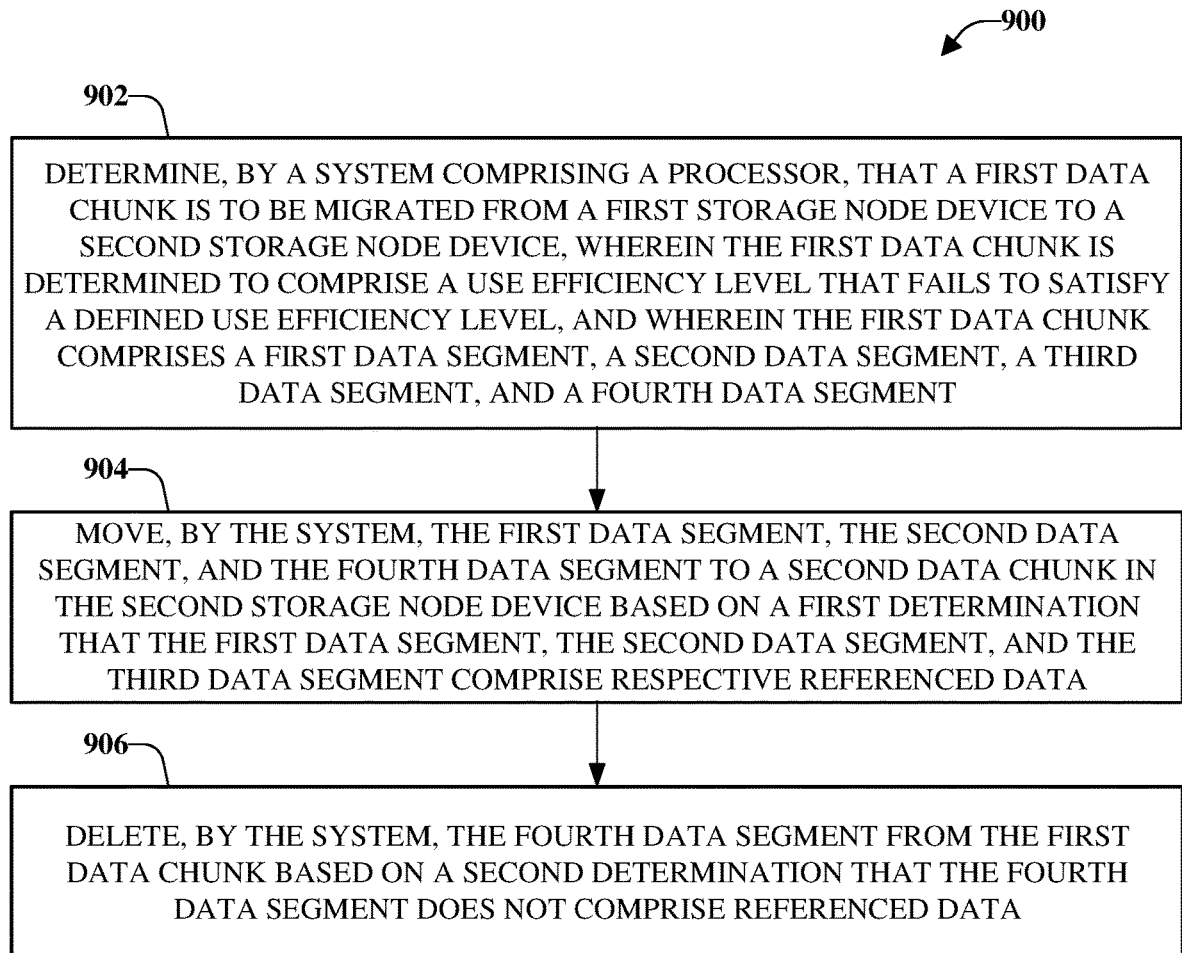 900
902
DETERMINE, BY A SYSTEM COMPRISING A PROCESSOR, THAT A FIRST DATA
CHUNK IS TO BE MIGRATED FROM A FIRST STORAGE NODE DEVICE TO A
SECOND STORAGE NODE DEVICE, WHEREIN THE FIRST DATA CHUNK IS
DETERMINED TO COMPRISE A USE EFFICIENCY LEVEL THAT FAILS TO SATISFY
A DEFINED USE EFFICIENCY LEVEL, AND WHEREIN THE FIRST DATA CHUNK
COMPRISES A FIRST DATA SEGMENT, A SECOND DATA SEGMENT, A THIRD
DATA SEGMENT, AND A FOURTH DATA SEGMENT
904
MOVE, BY THE SYSTEM, THE FIRST DATA SEGMENT, THE SECOND DATA
SEGMENT, AND THE FOURTH DATA SEGMENT TO A SECOND DATA CHUNK IN
THE SECOND STORAGE NODE DEVICE BASED ON A FIRST DETERMINATION
THAT THE FIRST DATA SEGMENT, THE SECOND DATA SEGMENT, AND THE
THIRD DATA SEGMENT COMPRISE RESPECTIVE REFERENCED DATA
906
DELETE, BY THE SYSTEM, THE FOURTH DATA SEGMENT FROM THE FIRST
DATA CHUNK BASED ON A SECOND DETERMINATION THAT THE FOURTH
DATA SEGMENT DOES NOT COMPRISE REFERENCED DATA